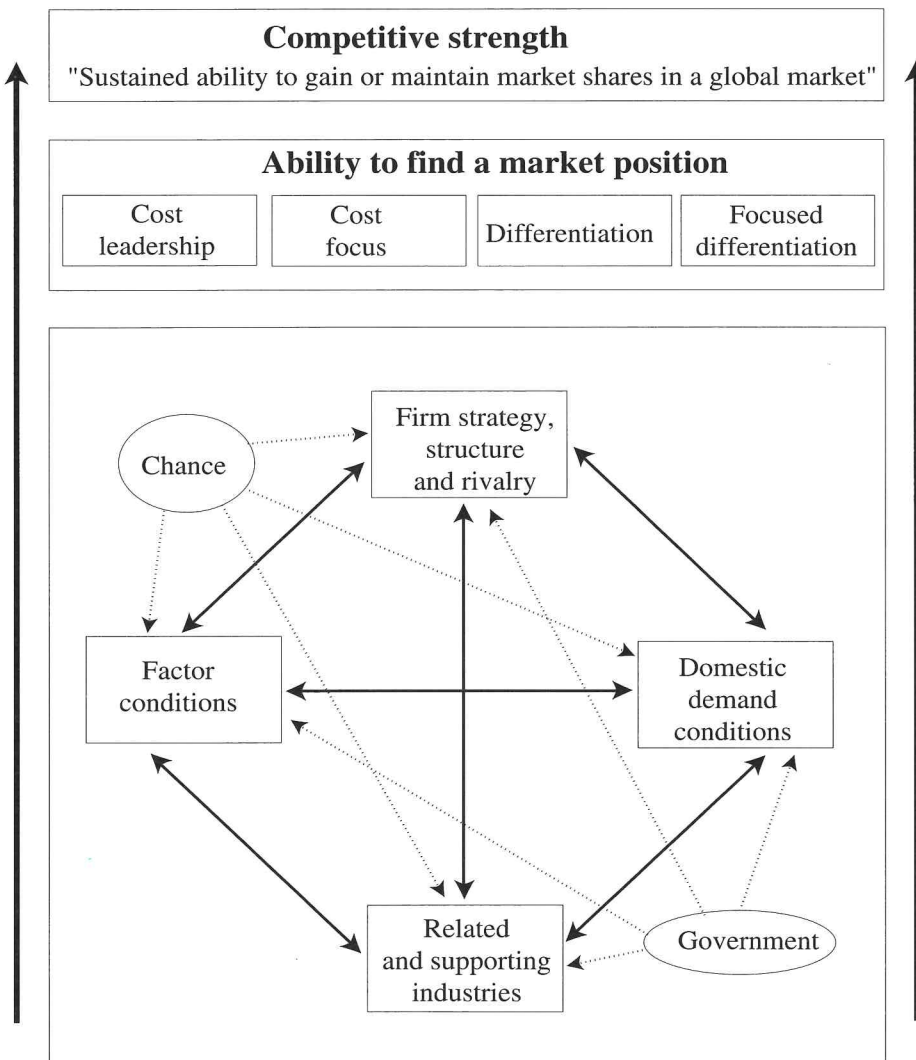 Competitive strength
"Sustained ability to gain or maintain market shares in a global market"
Ability to find a market position
Cost
leadership
Cost
focus
Differentiation
Focused
differentiation
Firm strategy,
structure
and rivalry
Chance
Factor
conditions
Domestic
demand
conditions
Related
and supporting
industries
Government